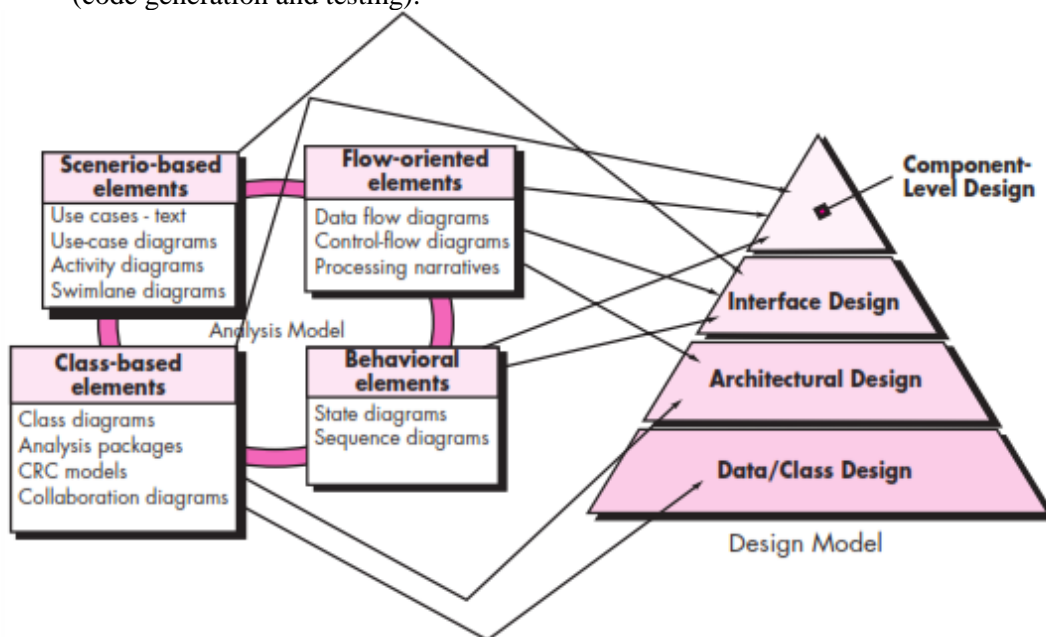 (code generation and testing).
Scenerio-based
elements
Use cases - text
Use-case diagrams
Activity diagrams
Swimlane diagrams
Flow-oriented
elements
Data flow diagrams
Control-flow diagrams
Processing narratives
Analysis Model
Class-based
elements
Class diagrams
Analysis packages
CRC models
Collaboration diagrams
Behavioral
elements
State diagrams
Sequence diagrams
Component-
Level Design
Interface Design
Architectural Design
Data/Class Design
Design Model